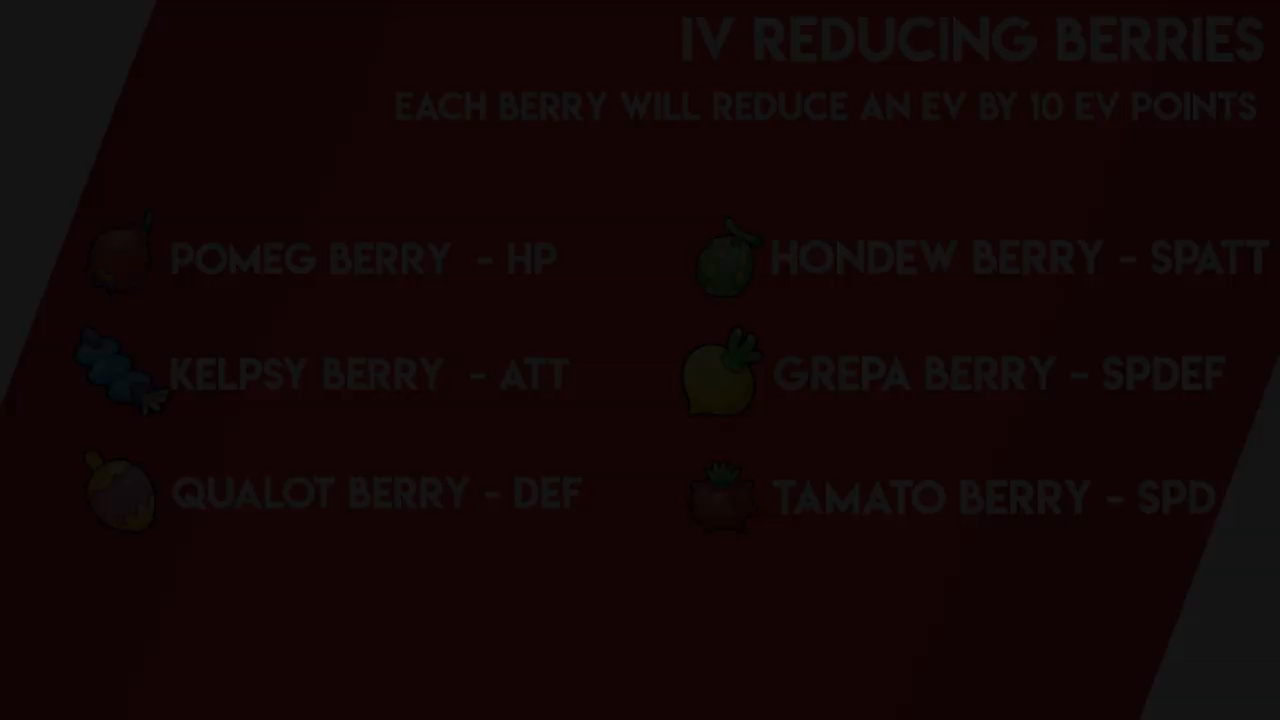 IV REDUCING BERRIES
EACH BERRY WILL REDUCE AN EV BY 10 EV POINTS
POMEG BERRY - HP
HONDEW BERRY - SPATT
KELPSY BERRY - ATT
GREPA BERRY - SPDEF
QUALOT BERRY - DEF
TAMATO BERRY - SPD